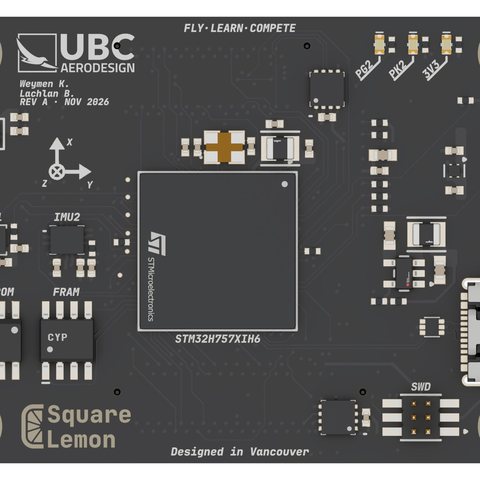 FLY·LEARN·COMPETE
UBC
AERODESIGN
Weymen K.
Lachlan B.
REV A · NOV 2026
PG2
PK2
3V3
X
Z
Y
IMU2
FRAM
CYP
STMicroelectronics
STM32H757XIH6
SWD
Square
Lemon
Designed in Vancouver